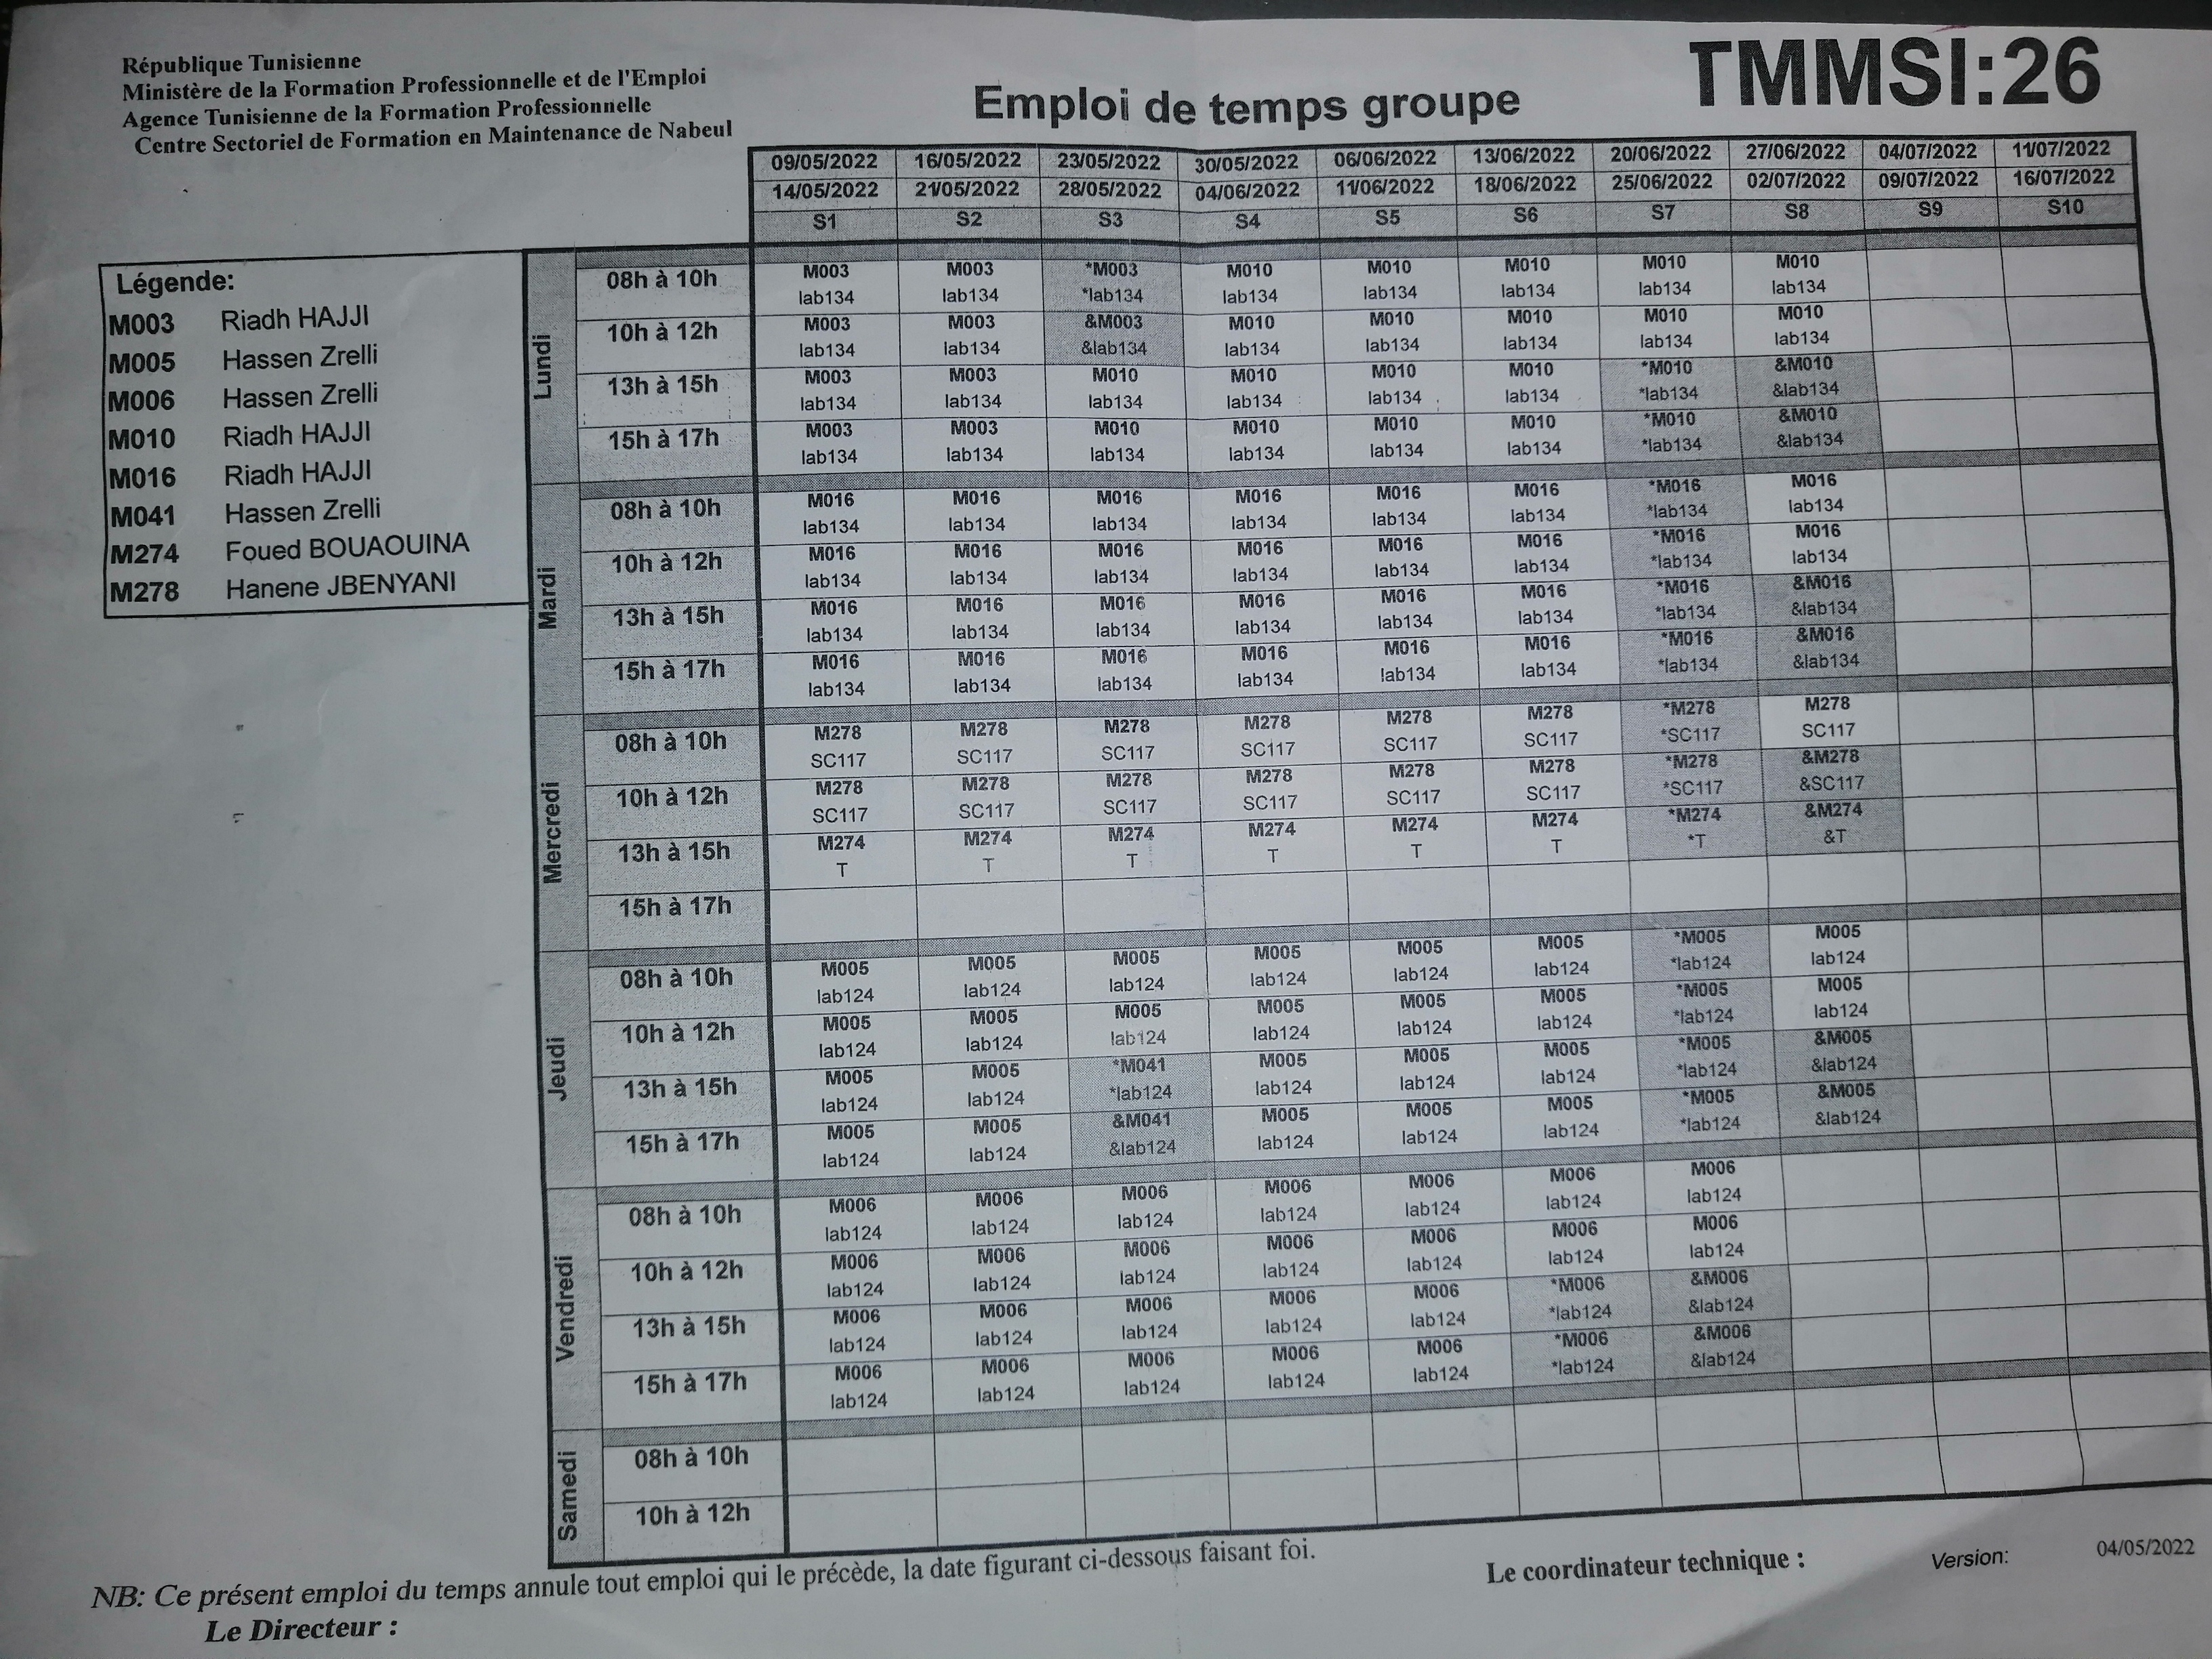 République Tunisienne
Ministère de la Formation Professionnelle et de l'Emploi
Agence Tunisienne de la Formation Professionnelle
Centre Sectoriel de Formation en Maintenance de Nabeul
Emploi de temps groupe
TMMSI:26
09/05/2022 16/05/2022 23/05/2022 30/05/2022 06/06/2022 13/06/2022 20/06/2022 27/06/2022 04/07/2022 11/07/2022
14/05/2022 21/05/2022 28/05/2022 04/06/2022 11/06/2022 18/06/2022 25/06/2022 02/07/2022 09/07/2022 16/07/2022
S1 S2 S3 S4 S5 S6 S7 S8 S9 S10
Légende:
M003 Riadh HAJJI
M005 Hassen Zrelli
M006 Hassen Zrelli
M010 Riadh HAJJI
M016 Riadh HAJJI
M041 Hassen Zrelli
M274 Foued BOUAOUINA
M278 Hanene JBENYANI
Lundi
08h à 10h M003 M003 *M003 M010 M010 M010 M010 M010
lab134 lab134 *lab134 lab134 lab134 lab134 lab134 lab134
10h à 12h M003 M003 &M003 M010 M010 M010 M010 M010
lab134 lab134 &lab134 lab134 lab134 lab134 lab134 lab134
13h à 15h M003 M003 M010 M010 M010 M010 *M010 &M010
lab134 lab134 lab134 lab134 lab134 lab134 *lab134 &lab134
15h à 17h M003 M003 M010 M010 M010 M010 *M010 &M010
lab134 lab134 lab134 lab134 lab134 lab134 *lab134 &lab134
Mardi
08h à 10h M016 M016 M016 M016 M016 M016 *M016 M016
lab134 lab134 lab134 lab134 lab134 lab134 *lab134 lab134
10h à 12h M016 M016 M016 M016 M016 M016 *M016 M016
lab134 lab134 lab134 lab134 lab134 lab134 *lab134 lab134
13h à 15h M016 M016 M016 M016 M016 M016 *M016 &M016
lab134 lab134 lab134 lab134 lab134 lab134 *lab134 &lab134
15h à 17h M016 M016 M016 M016 M016 M016 *M016 &M016
lab134 lab134 lab134 lab134 lab134 lab134 *lab134 &lab134
Mercredi
08h à 10h M278 M278 M278 M278 M278 M278 *M278 M278
SC117 SC117 SC117 SC117 SC117 SC117 *SC117 SC117
10h à 12h M278 M278 M278 M278 M278 M278 *M278 &M278
SC117 SC117 SC117 SC117 SC117 SC117 *SC117 &SC117
13h à 15h M274 M274 M274 M274 M274 M274 *M274 &M274
T T T T T T *T &T
15h à 17h
Jeudi
08h à 10h M005 M005 M005 M005 M005 M005 *M005 M005
lab124 lab124 lab124 lab124 lab124 lab124 *lab124 lab124
10h à 12h M005 M005 M005 M005 M005 M005 *M005 M005
lab124 lab124 lab124 lab124 lab124 lab124 *lab124 lab124
13h à 15h M005 M005 *M041 M005 M005 M005 *M005 &M005
lab124 lab124 *lab124 lab124 lab124 lab124 *lab124 &lab124
15h à 17h M005 M005 &M041 M005 M005 M005 *M005 &M005
lab124 lab124 &lab124 lab124 lab124 lab124 *lab124 &lab124
Vendredi
08h à 10h M006 M006 M006 M006 M006 M006 M006
lab124 lab124 lab124 lab124 lab124 lab124 lab124
10h à 12h M006 M006 M006 M006 M006 M006 M006
lab124 lab124 lab124 lab124 lab124 lab124 lab124
13h à 15h M006 M006 M006 M006 M006 *M006 &M006
lab124 lab124 lab124 lab124 lab124 *lab124 &lab124
15h à 17h M006 M006 M006 M006 M006 *M006 &M006
lab124 lab124 lab124 lab124 lab124 *lab124 &lab124
Samedi
08h à 10h
10h à 12h
NB: Ce présent emploi du temps annule tout emploi qui le précède, la date figurant ci-dessous faisant foi.
Le Directeur :
Le coordinateur technique :
Version: 04/05/2022